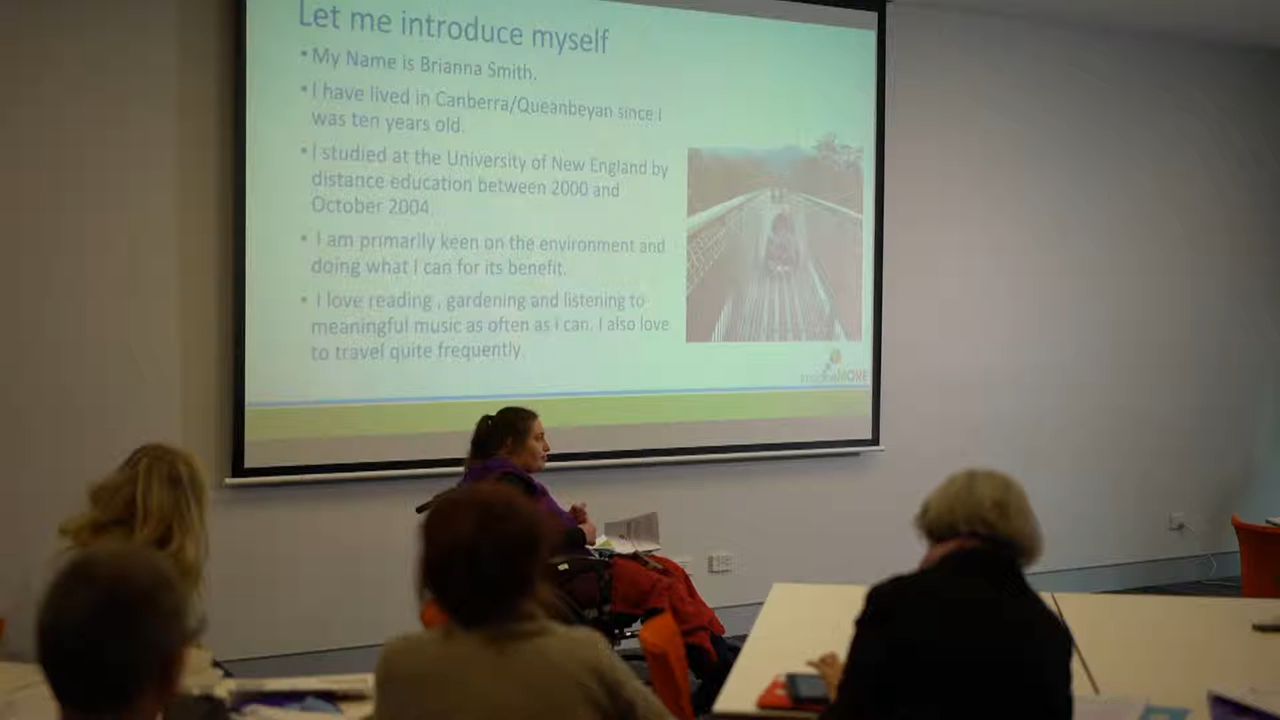 Let me introduce myself
• My Name is Brianna Smith.
• I have lived in Canberra/Queanbeyan since I
was ten years old.
• I studied at the University of New England by
distance education between 2000 and
October 2004.
• I am primarily keen on the environment and
doing what I can for its benefit.
• I love reading , gardening and listening to
meaningful music as often as I can. I also love
to travel quite frequently.
MOVE